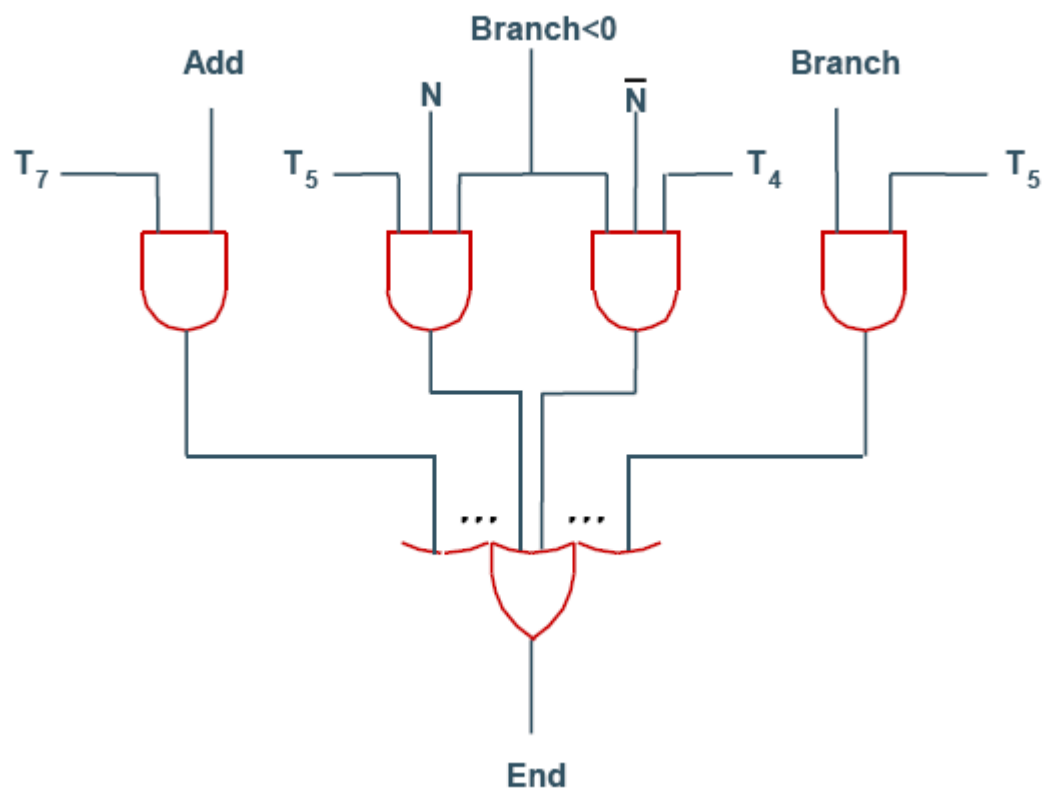 Branch<0
Add
Branch
N
N̅
T₇
T₅
T₄
T₅
...
...
End